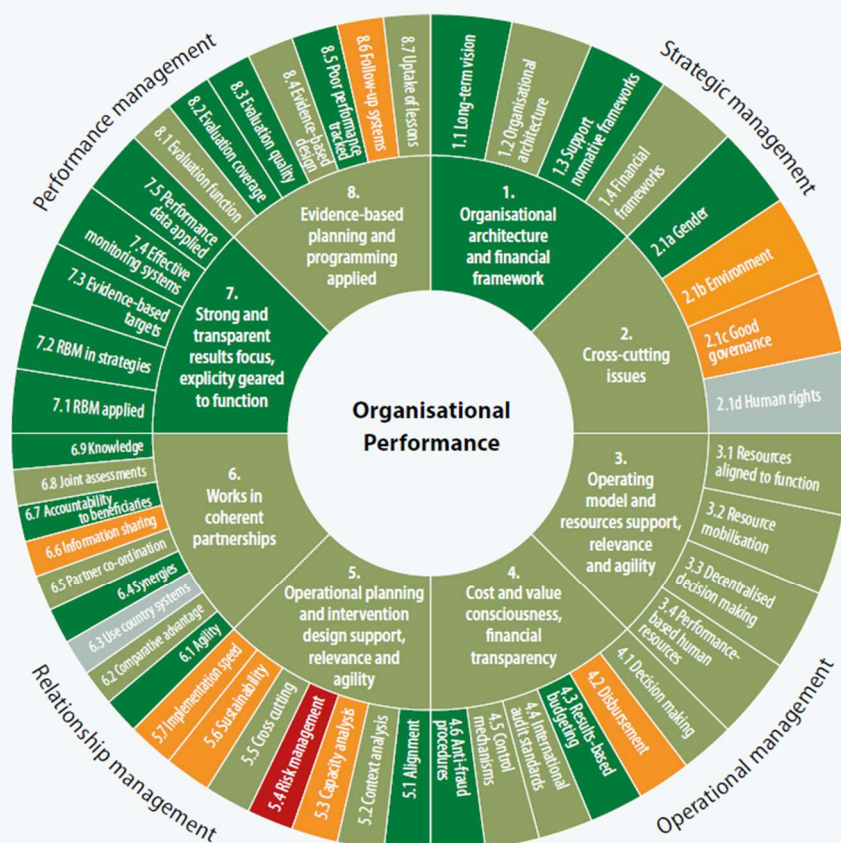 Organisational
Performance
Strategic management
Operational management
Relationship management
Performance management
1.
Organisational
architecture
and financial
framework
1.1 Long-term vision
1.2 Organisational
architecture
1.3 Support
normative frameworks
1.4 Financial
frameworks
2.
Cross-cutting
issues
2.1a Gender
2.1b Environment
2.1c Good
governance
2.1d Human rights
3.
Operating
model and
resources support,
relevance
and agility
3.1 Resources
aligned to function
3.2 Resource
mobilisation
3.3 Decentralised
decision making
3.4 Performance-
based human
resources
4.
Cost and value
consciousness,
financial
transparency
4.1 Decision making
4.2 Disbursement
4.3 Results-based
budgeting
4.4 International
audit standards
4.5 Control
mechanisms
4.6 Anti-fraud
procedures
5.
Operational planning
and intervention
design support,
relevance and
agility
5.1 Alignment
5.2 Context analysis
5.3 Capacity analysis
5.4 Risk management
5.5 Cross cutting
5.6 Sustainability
5.7 Implementation speed
6.
Works in
coherent
partnerships
6.1 Agility
6.2 Comparative advantage
6.3 Use country systems
6.4 Synergies
6.5 Partner co-ordination
6.6 Information sharing
6.7 Accountability
to beneficiaries
6.8 Joint assessments
6.9 Knowledge
7.
Strong and
transparent
results focus,
explicity geared
to function
7.1 RBM applied
7.2 RBM in strategies
7.3 Evidence-based
targets
7.4 Effective
monitoring systems
7.5 Performance
data applied
8.
Evidence-based
planning and
programming
applied
8.1 Evaluation function
8.2 Evaluation coverage
8.3 Evaluation quality
8.4 Evidence-based
design
8.5 Poor performance
tracked
8.6 Follow-up systems
8.7 Uptake of lessons